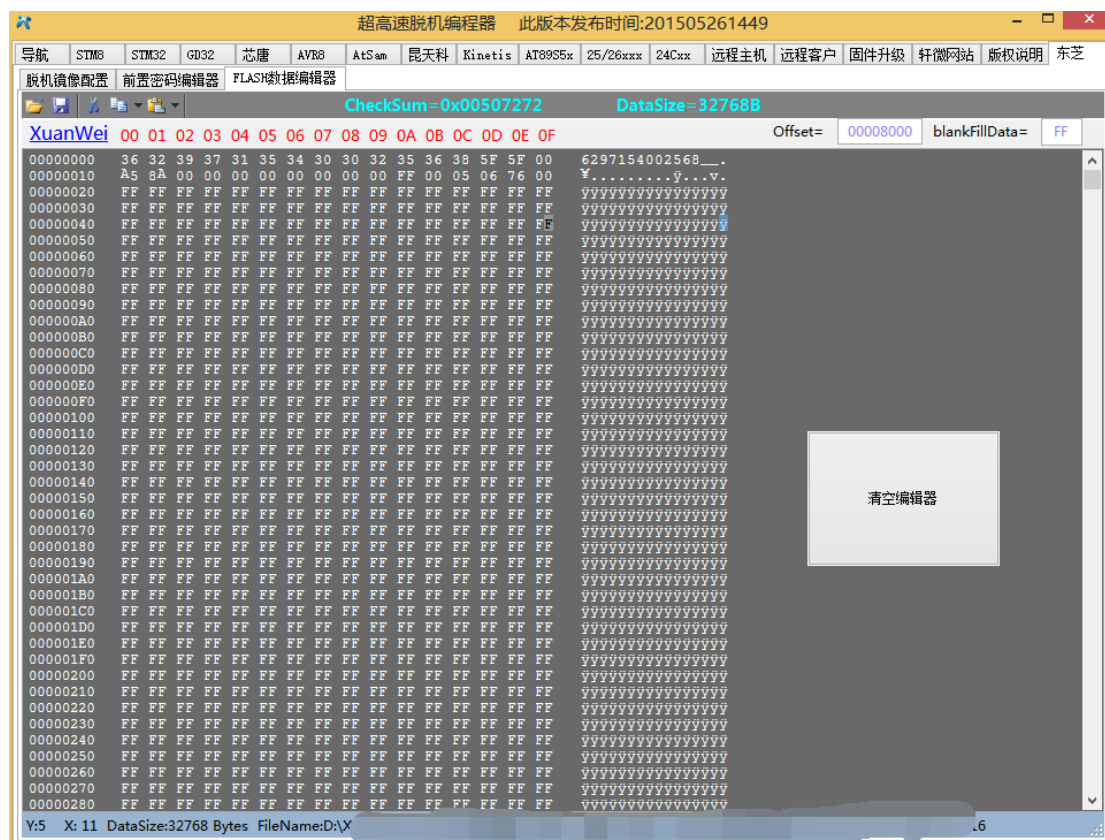 超高速脱机编程器 此版本发布时间:201505261449
导航 STM8 STM32 GD32 芯唐 AVR8 AtSam 昆天科 Kinetis AT89S5x 25/26xxx 24Cxx 远程主机 远程客户 固件升级 轩微网站 版权说明 东芝
脱机镜像配置 前置密码编辑器 FLASH数据编辑器
CheckSum=0x00507272 DataSize=32768B
XuanWei 00 01 02 03 04 05 06 07 08 09 0A 0B 0C 0D 0E 0F Offset= 00008000 blankFillData= FF
00000000 36 32 39 37 31 35 34 30 30 32 35 36 38 5F 5F 00 6297154002568__.
00000010 A5 8A 00 00 00 00 00 00 00 00 FF 00 05 06 76 00 ¥.........ÿ...v.
00000020 FF FF FF FF FF FF FF FF FF FF FF FF FF FF FF FF ÿÿÿÿÿÿÿÿÿÿÿÿÿÿÿÿ
00000030 FF FF FF FF FF FF FF FF FF FF FF FF FF FF FF FF ÿÿÿÿÿÿÿÿÿÿÿÿÿÿÿÿ
00000040 FF FF FF FF FF FF FF FF FF FF FF FF FF FF FF FF ÿÿÿÿÿÿÿÿÿÿÿÿÿÿÿÿ
00000050 FF FF FF FF FF FF FF FF FF FF FF FF FF FF FF FF ÿÿÿÿÿÿÿÿÿÿÿÿÿÿÿÿ
00000060 FF FF FF FF FF FF FF FF FF FF FF FF FF FF FF FF ÿÿÿÿÿÿÿÿÿÿÿÿÿÿÿÿ
00000070 FF FF FF FF FF FF FF FF FF FF FF FF FF FF FF FF ÿÿÿÿÿÿÿÿÿÿÿÿÿÿÿÿ
00000080 FF FF FF FF FF FF FF FF FF FF FF FF FF FF FF FF ÿÿÿÿÿÿÿÿÿÿÿÿÿÿÿÿ
00000090 FF FF FF FF FF FF FF FF FF FF FF FF FF FF FF FF ÿÿÿÿÿÿÿÿÿÿÿÿÿÿÿÿ
000000A0 FF FF FF FF FF FF FF FF FF FF FF FF FF FF FF FF ÿÿÿÿÿÿÿÿÿÿÿÿÿÿÿÿ
000000B0 FF FF FF FF FF FF FF FF FF FF FF FF FF FF FF FF ÿÿÿÿÿÿÿÿÿÿÿÿÿÿÿÿ
000000C0 FF FF FF FF FF FF FF FF FF FF FF FF FF FF FF FF ÿÿÿÿÿÿÿÿÿÿÿÿÿÿÿÿ
000000D0 FF FF FF FF FF FF FF FF FF FF FF FF FF FF FF FF ÿÿÿÿÿÿÿÿÿÿÿÿÿÿÿÿ
000000E0 FF FF FF FF FF FF FF FF FF FF FF FF FF FF FF FF ÿÿÿÿÿÿÿÿÿÿÿÿÿÿÿÿ
000000F0 FF FF FF FF FF FF FF FF FF FF FF FF FF FF FF FF ÿÿÿÿÿÿÿÿÿÿÿÿÿÿÿÿ
00000100 FF FF FF FF FF FF FF FF FF FF FF FF FF FF FF FF ÿÿÿÿÿÿÿÿÿÿÿÿÿÿÿÿ
00000110 FF FF FF FF FF FF FF FF FF FF FF FF FF FF FF FF ÿÿÿÿÿÿÿÿÿÿÿÿÿÿÿÿ
00000120 FF FF FF FF FF FF FF FF FF FF FF FF FF FF FF FF ÿÿÿÿÿÿÿÿÿÿÿÿÿÿÿÿ
00000130 FF FF FF FF FF FF FF FF FF FF FF FF FF FF FF FF ÿÿÿÿÿÿÿÿÿÿÿÿÿÿÿÿ
00000140 FF FF FF FF FF FF FF FF FF FF FF FF FF FF FF FF ÿÿÿÿÿÿÿÿÿÿÿÿÿÿÿÿ
00000150 FF FF FF FF FF FF FF FF FF FF FF FF FF FF FF FF ÿÿÿÿÿÿÿÿÿÿÿÿÿÿÿÿ 清空编辑器
00000160 FF FF FF FF FF FF FF FF FF FF FF FF FF FF FF FF ÿÿÿÿÿÿÿÿÿÿÿÿÿÿÿÿ
00000170 FF FF FF FF FF FF FF FF FF FF FF FF FF FF FF FF ÿÿÿÿÿÿÿÿÿÿÿÿÿÿÿÿ
00000180 FF FF FF FF FF FF FF FF FF FF FF FF FF FF FF FF ÿÿÿÿÿÿÿÿÿÿÿÿÿÿÿÿ
00000190 FF FF FF FF FF FF FF FF FF FF FF FF FF FF FF FF ÿÿÿÿÿÿÿÿÿÿÿÿÿÿÿÿ
000001A0 FF FF FF FF FF FF FF FF FF FF FF FF FF FF FF FF ÿÿÿÿÿÿÿÿÿÿÿÿÿÿÿÿ
000001B0 FF FF FF FF FF FF FF FF FF FF FF FF FF FF FF FF ÿÿÿÿÿÿÿÿÿÿÿÿÿÿÿÿ
000001C0 FF FF FF FF FF FF FF FF FF FF FF FF FF FF FF FF ÿÿÿÿÿÿÿÿÿÿÿÿÿÿÿÿ
000001D0 FF FF FF FF FF FF FF FF FF FF FF FF FF FF FF FF ÿÿÿÿÿÿÿÿÿÿÿÿÿÿÿÿ
000001E0 FF FF FF FF FF FF FF FF FF FF FF FF FF FF FF FF ÿÿÿÿÿÿÿÿÿÿÿÿÿÿÿÿ
000001F0 FF FF FF FF FF FF FF FF FF FF FF FF FF FF FF FF ÿÿÿÿÿÿÿÿÿÿÿÿÿÿÿÿ
00000200 FF FF FF FF FF FF FF FF FF FF FF FF FF FF FF FF ÿÿÿÿÿÿÿÿÿÿÿÿÿÿÿÿ
00000210 FF FF FF FF FF FF FF FF FF FF FF FF FF FF FF FF ÿÿÿÿÿÿÿÿÿÿÿÿÿÿÿÿ
00000220 FF FF FF FF FF FF FF FF FF FF FF FF FF FF FF FF ÿÿÿÿÿÿÿÿÿÿÿÿÿÿÿÿ
00000230 FF FF FF FF FF FF FF FF FF FF FF FF FF FF FF FF ÿÿÿÿÿÿÿÿÿÿÿÿÿÿÿÿ
00000240 FF FF FF FF FF FF FF FF FF FF FF FF FF FF FF FF ÿÿÿÿÿÿÿÿÿÿÿÿÿÿÿÿ
00000250 FF FF FF FF FF FF FF FF FF FF FF FF FF FF FF FF ÿÿÿÿÿÿÿÿÿÿÿÿÿÿÿÿ
00000260 FF FF FF FF FF FF FF FF FF FF FF FF FF FF FF FF ÿÿÿÿÿÿÿÿÿÿÿÿÿÿÿÿ
00000270 FF FF FF FF FF FF FF FF FF FF FF FF FF FF FF FF ÿÿÿÿÿÿÿÿÿÿÿÿÿÿÿÿ
00000280 FF FF FF FF FF FF FF FF FF FF FF FF FF FF FF FF ÿÿÿÿÿÿÿÿÿÿÿÿÿÿÿÿ
Y:5 X: 11 DataSize:32768 Bytes FileName:D:\X